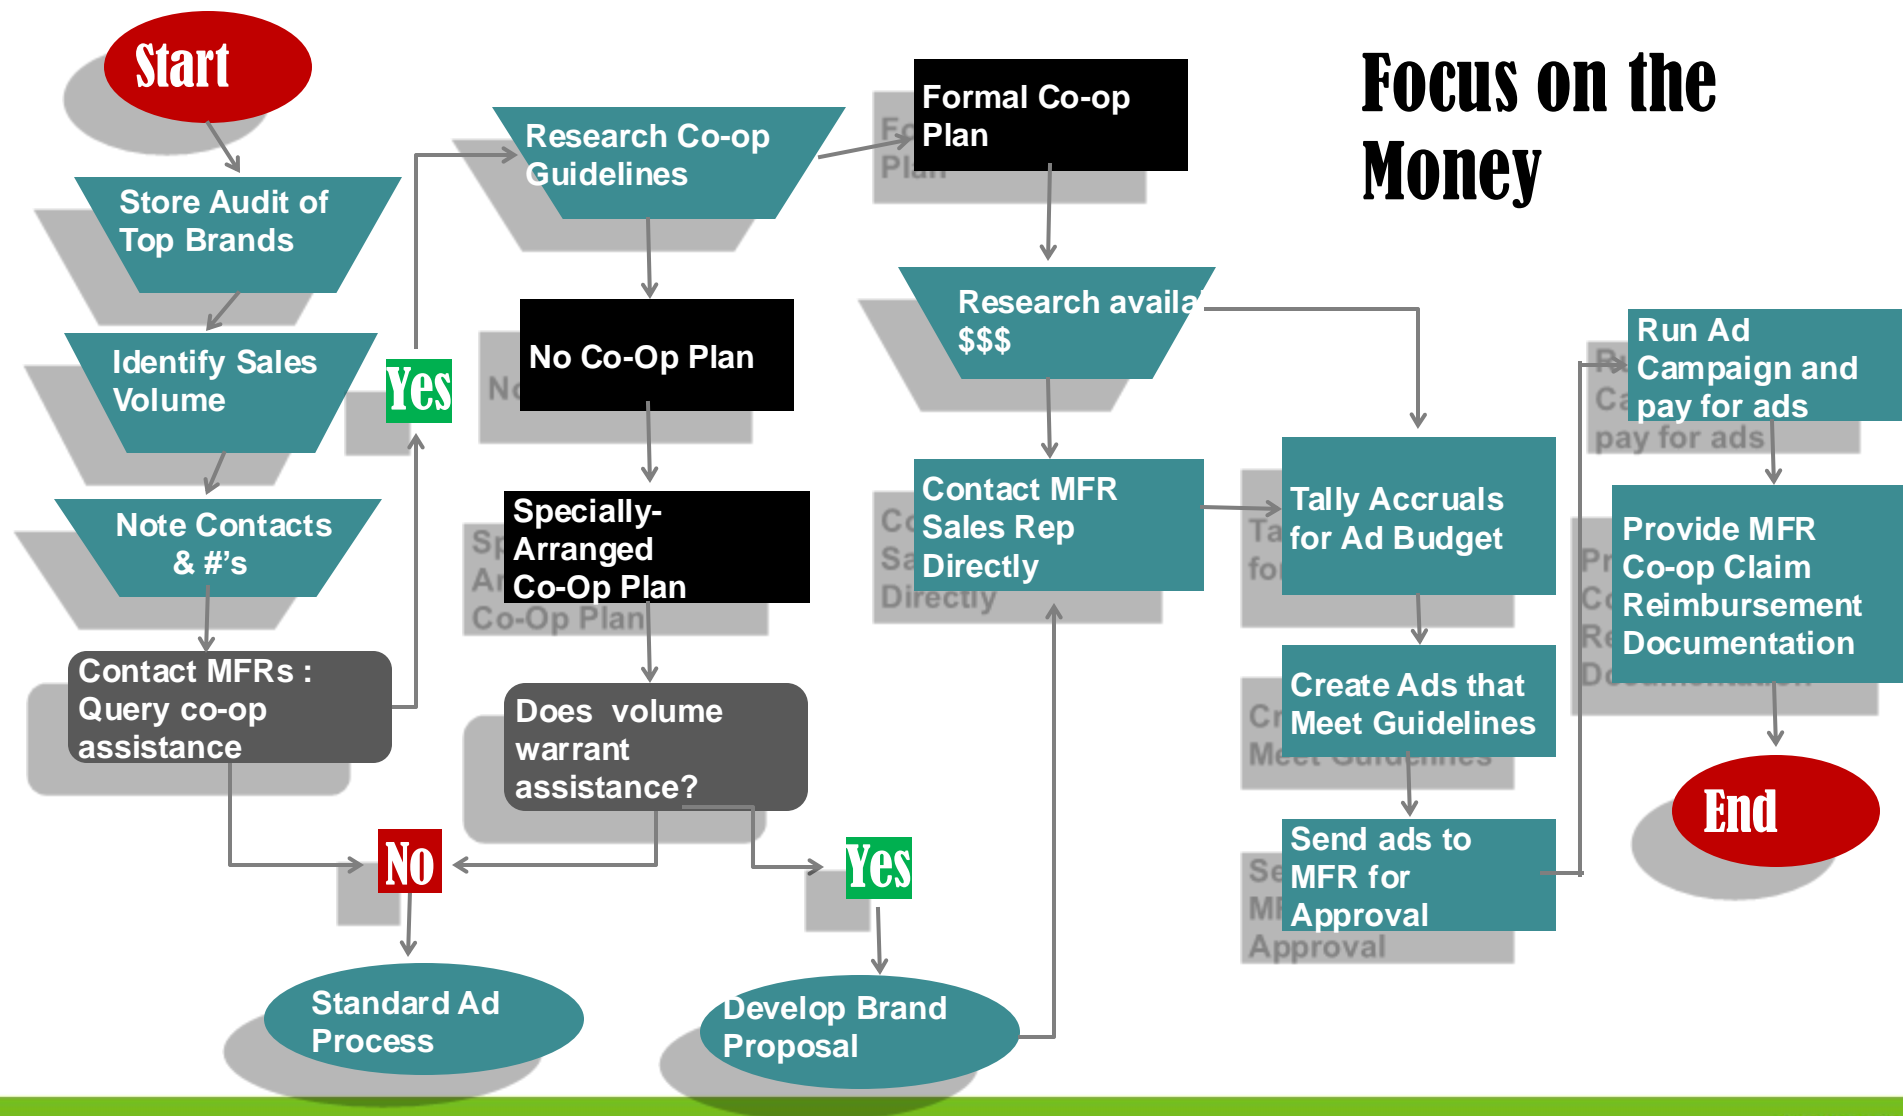 Start
Focus on the
Money
Store Audit of
Top Brands
Identify Sales
Volume
Note Contacts
& #'s
Contact MFRs :
Query co-op
assistance
Yes
No
Standard Ad
Process
Research Co-op
Guidelines
No Co-Op Plan
Specially-
Arranged
Co-Op Plan
Does volume
warrant
assistance?
Yes
Develop Brand
Proposal
Formal Co-op
Plan
Research availa
$$$
Contact MFR
Sales Rep
Directly
Tally Accruals
for Ad Budget
Create Ads that
Meet Guidelines
Send ads to
MFR for
Approval
Run Ad
Campaign and
pay for ads
Provide MFR
Co-op Claim
Reimbursement
Documentation
End